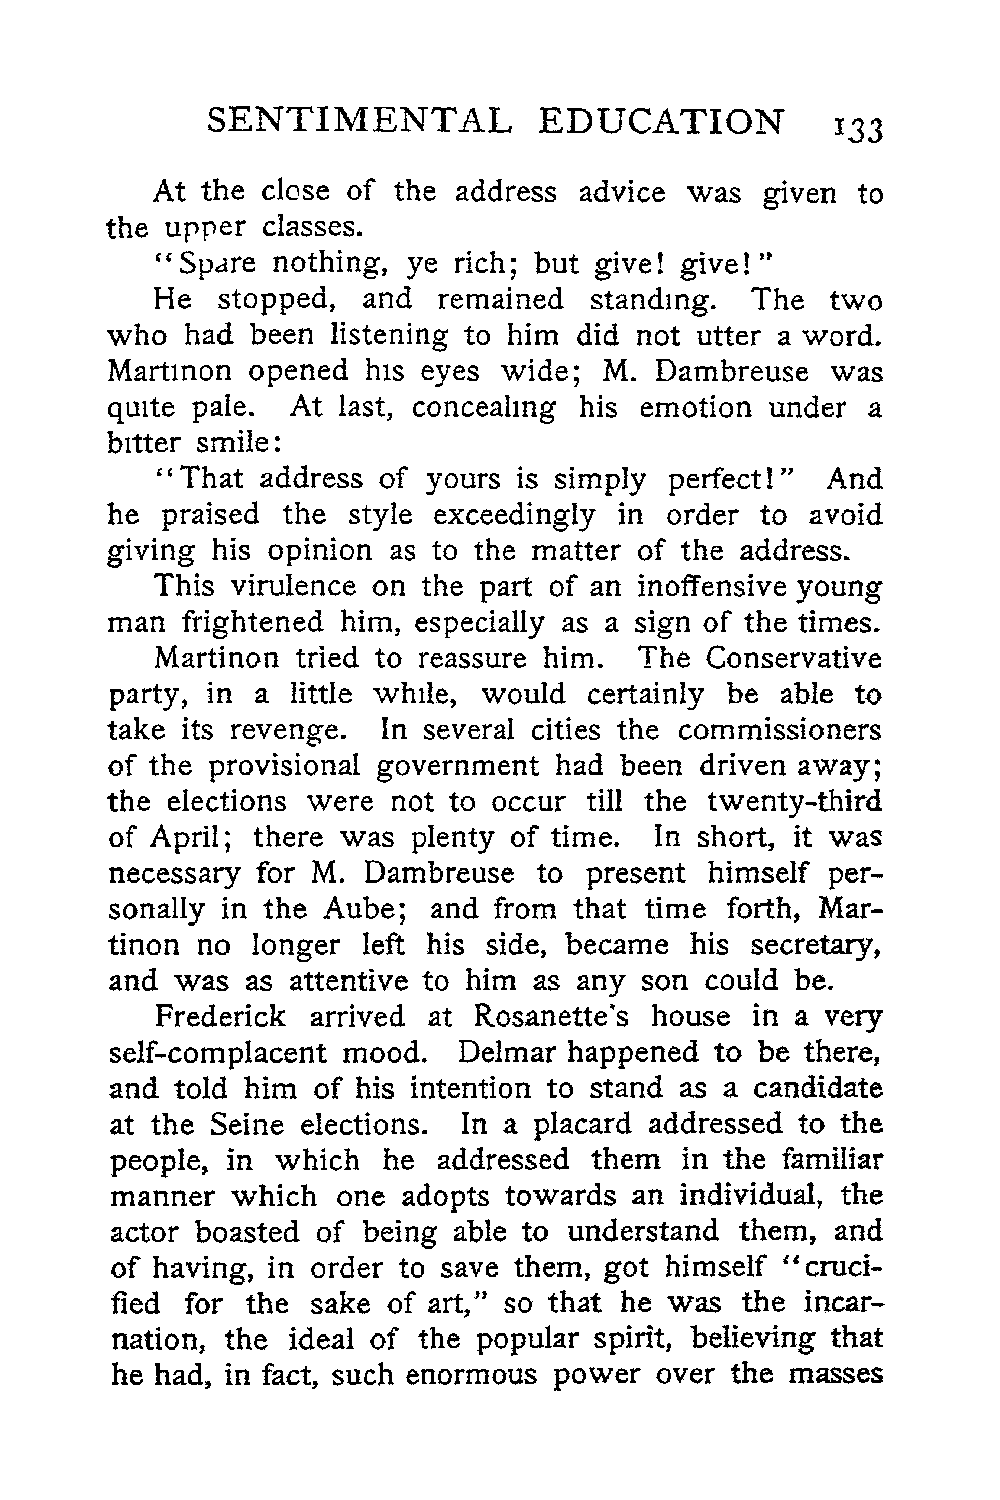 SENTIMENTAL EDUCATION 133
At the close of the address advice was given to
the upper classes.
"Spare nothing, ye rich; but give! give!"
He stopped, and remained standing. The two
who had been listening to him did not utter a word.
Martinon opened his eyes wide; M. Dambreuse was
quite pale. At last, concealing his emotion under a
bitter smile:
"That address of yours is simply perfect!" And
he praised the style exceedingly in order to avoid
giving his opinion as to the matter of the address.
This virulence on the part of an inoffensive young
man frightened him, especially as a sign of the times.
Martinon tried to reassure him. The Conservative
party, in a little while, would certainly be able to
take its revenge. In several cities the commissioners
of the provisional government had been driven away;
the elections were not to occur till the twenty-third
of April; there was plenty of time. In short, it was
necessary for M. Dambreuse to present himself per-
sonally in the Aube; and from that time forth, Mar-
tinon no longer left his side, became his secretary,
and was as attentive to him as any son could be.
Frederick arrived at Rosanette's house in a very
self-complacent mood. Delmar happened to be there,
and told him of his intention to stand as a candidate
at the Seine elections. In a placard addressed to the
people, in which he addressed them in the familiar
manner which one adopts towards an individual, the
actor boasted of being able to understand them, and
of having, in order to save them, got himself "cruci-
fied for the sake of art," so that he was the incar-
nation, the ideal of the popular spirit, believing that
he had, in fact, such enormous power over the masses